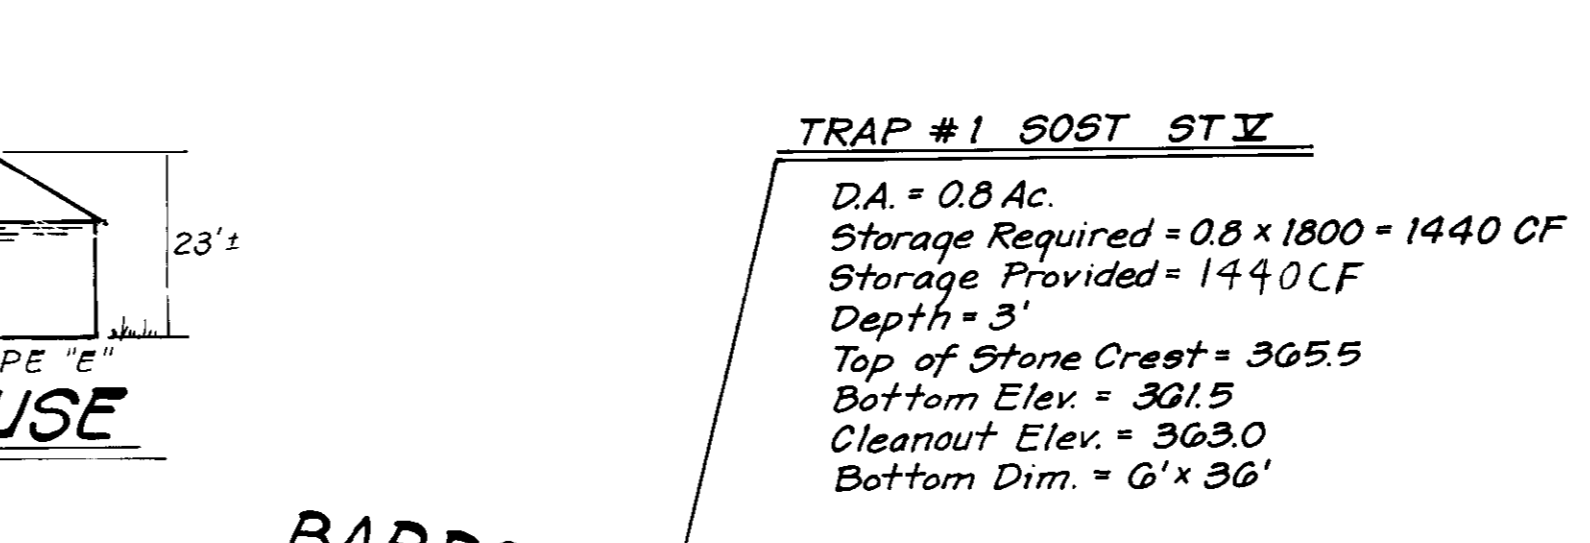 TRAP #1 SOST ST V
D.A. = 0.8 Ac.
Storage Required = 0.8 x 1800 = 1440 CF
Storage Provided = 1440 CF
Depth = 3'
Top of Stone Crest = 365.5
Bottom Elev. = 361.5
Cleanout Elev. = 363.0
Bottom Dim. = 6' x 36'
23'±
"E"